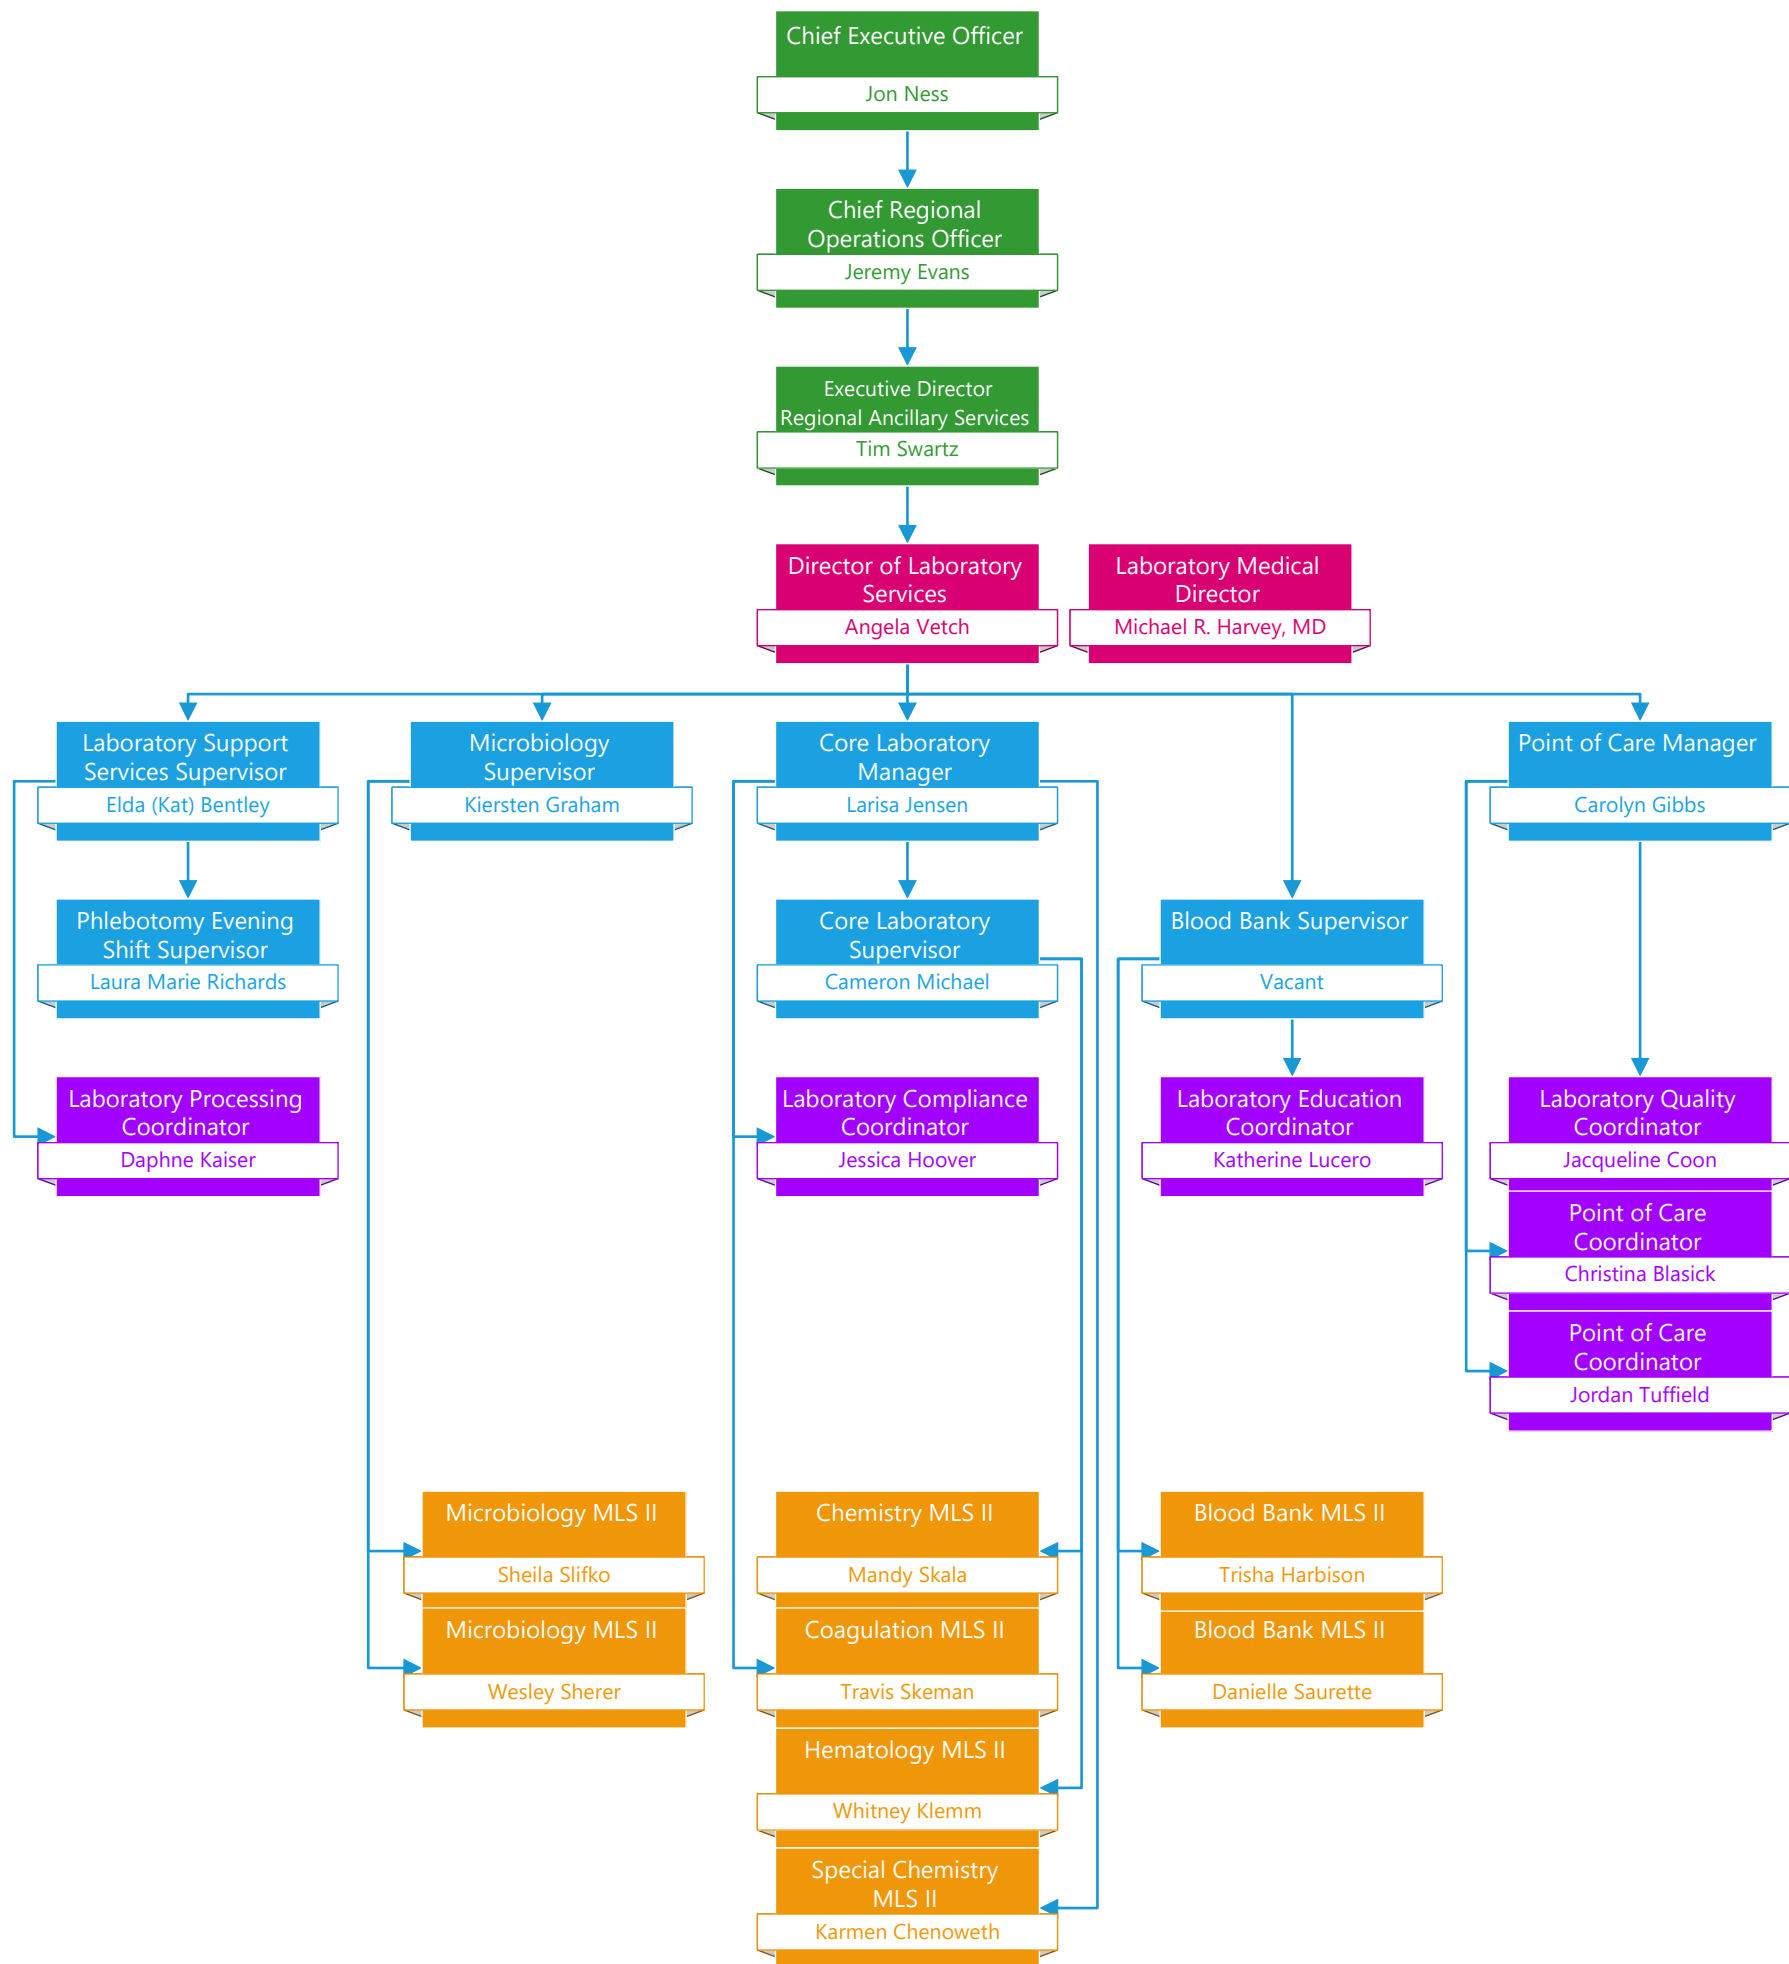 Chief Executive Officer
Jon Ness
Chief Regional
Operations Officer
Jeremy Evans
Executive Director
Regional Ancillary Services
Tim Swartz
Director of Laboratory
Services
Angela Vetch
Laboratory Medical
Director
Michael R. Harvey, MD
Laboratory Support
Services Supervisor
Elda (Kat) Bentley
Microbiology
Supervisor
Kiersten Graham
Core Laboratory
Manager
Larisa Jensen
Point of Care Manager
Carolyn Gibbs
Phlebotomy Evening
Shift Supervisor
Laura Marie Richards
Core Laboratory
Supervisor
Cameron Michael
Blood Bank Supervisor
Vacant
Laboratory Processing
Coordinator
Daphne Kaiser
Laboratory Compliance
Coordinator
Jessica Hoover
Laboratory Education
Coordinator
Katherine Lucero
Laboratory Quality
Coordinator
Jacqueline Coon
Point of Care
Coordinator
Christina Blasick
Point of Care
Coordinator
Jordan Tuffield
Microbiology MLS II
Sheila Slifko
Chemistry MLS II
Mandy Skala
Blood Bank MLS II
Trisha Harbison
Microbiology MLS II
Wesley Sherer
Coagulation MLS II
Travis Skeman
Blood Bank MLS II
Danielle Saurette
Hematology MLS II
Whitney Klemm
Special Chemistry
MLS II
Karmen Chenoweth